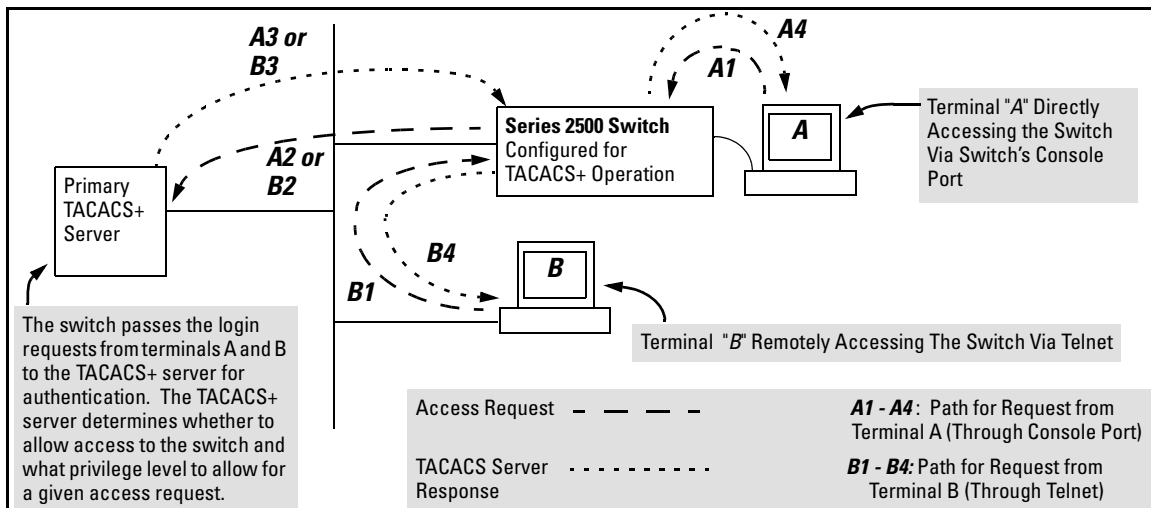 A3 or
B3
A4
A1
Series 2500 Switch
Configured for
TACACS+ Operation
A
Terminal "A" Directly
Accessing the Switch
Via Switch's Console
Port
A2 or
B2
Primary
TACACS+
Server
B4
B1
B
Terminal "B" Remotely Accessing The Switch Via Telnet
The switch passes the login
requests from terminals A and B
to the TACACS+ server for
authentication. The TACACS+
server determines whether to
allow access to the switch and
what privilege level to allow for
a given access request.
Access Request
A1 - A4 : Path for Request from
Terminal A (Through Console Port)
TACACS Server
Response
B1 - B4: Path for Request from
Terminal B (Through Telnet)